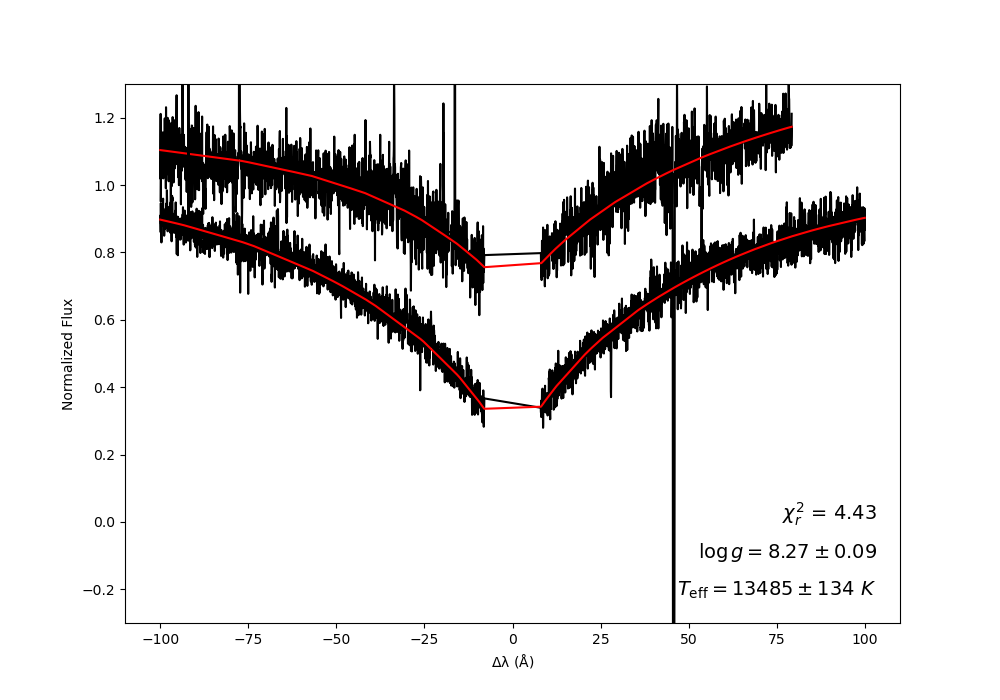 1.2
1.0
0.8
0.6
0.4
0.2
0.0
−0.2
Normalized Flux
χ²ᵣ = 4.43
log g = 8.27 ± 0.09
T_eff = 13485 ± 134 K
−100 −75 −50 −25 0 25 50 75 100
Δλ (Å)